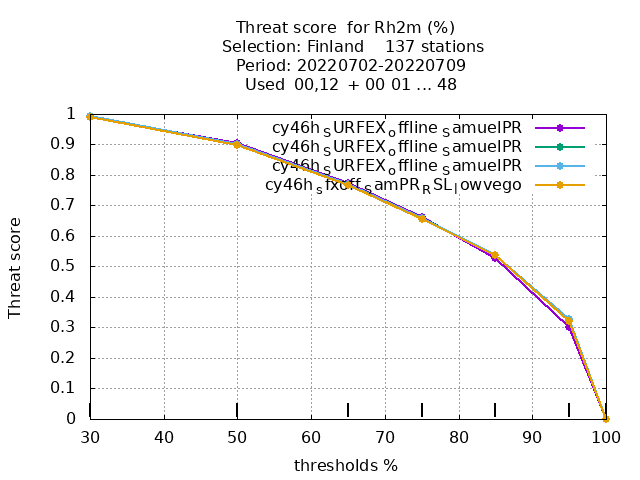 Threat score for Rh2m (%)
Selection: Finland 137 stations
Period: 20220702-20220709
Used 00,12 + 00 01 ... 48
cy46h_SURFEX_offline_SamuelPR
cy46h_SURFEX_offline_SamuelPR
cy46h_SURFEX_offline_SamuelPR
cy46h_sfxoff_SamPR_RSL_lowvego
Threat score
1
0.9
0.8
0.7
0.6
0.5
0.4
0.3
0.2
0.1
0
30 40 50 60 70 80 90 100
thresholds %